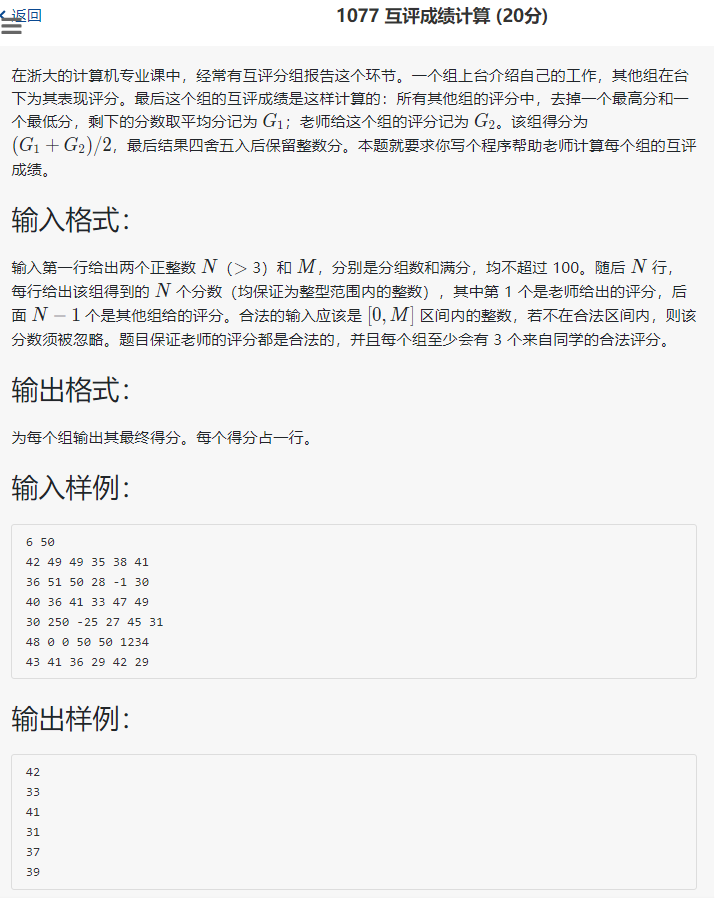 返回
1077 互评成绩计算 (20分)
在浙大的计算机专业课中，经常有互评分组报告这个环节。一个组上台介绍自己的工作，其他组在台
下为其表现评分。最后这个组的互评成绩是这样计算的：所有其他组的评分中，去掉一个最高分和一
个最低分，剩下的分数取平均分记为 G₁；老师给这个组的评分记为 G₂。该组得分为
(G₁ + G₂)/2，最后结果四舍五入后保留整数分。本题就要求你写个程序帮助老师计算每个组的互评
成绩。
输入格式：
输入第一行给出两个正整数 N（> 3）和 M，分别是分组数和满分，均不超过 100。随后 N 行，
每行给出该组得到的 N 个分数（均保证为整型范围内的整数），其中第 1 个是老师给出的评分，后
面 N − 1 个是其他组给的评分。合法的输入应该是 [0, M] 区间内的整数，若不在合法区间内，则该
分数须被忽略。题目保证老师的评分都是合法的，并且每个组至少会有 3 个来自同学的合法评分。
输出格式：
为每个组输出其最终得分。每个得分占一行。
输入样例：
6 50
42 49 49 35 38 41
36 51 50 28 -1 30
40 36 41 33 47 49
30 250 -25 27 45 31
48 0 0 50 50 1234
43 41 36 29 42 29
输出样例：
42
33
41
31
37
39